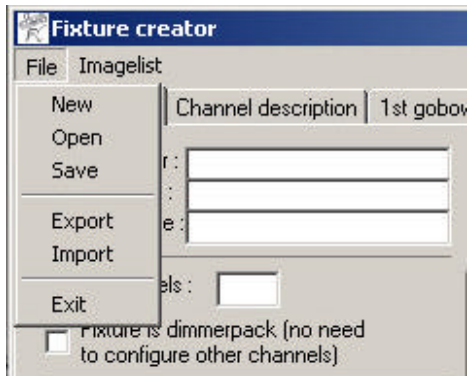 Fixture creator
File Imagelist
New
Channel description 1st gobow
Open
Save
r :
:
e :
Export
Import
Exit
els :
Fixture is dimmerpack (no need
to configure other channels)